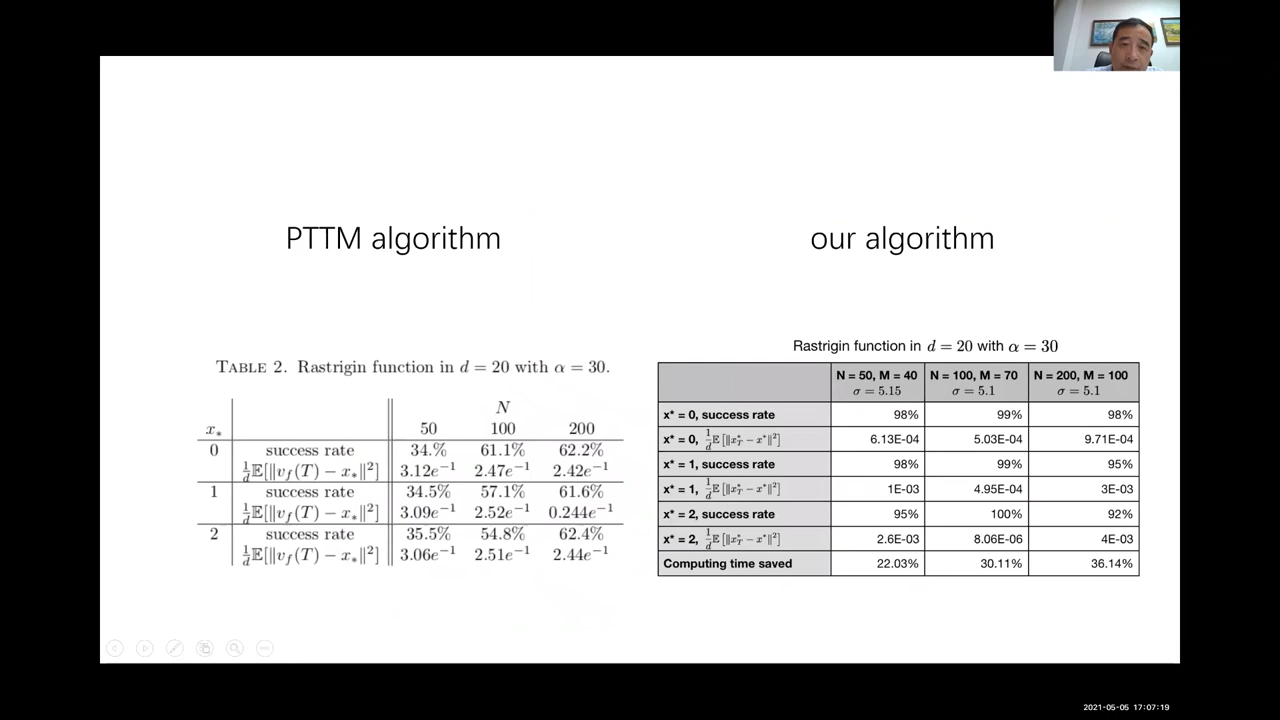 PTTM algorithm
our algorithm
TABLE 2. Rastrigin function in d = 20 with α = 30.
N
x* 50 100 200
0 success rate 34.% 61.1% 62.2%
1/d 𝔼[‖v_f(T) − x*‖²] 3.12e⁻¹ 2.47e⁻¹ 2.42e⁻¹
1 success rate 34.5% 57.1% 61.6%
1/d 𝔼[‖v_f(T) − x*‖²] 3.09e⁻¹ 2.52e⁻¹ 0.244e⁻¹
2 success rate 35.5% 54.8% 62.4%
1/d 𝔼[‖v_f(T) − x*‖²] 3.06e⁻¹ 2.51e⁻¹ 2.44e⁻¹
Rastrigin function in d = 20 with α = 30
N = 50, M = 40 N = 100, M = 70 N = 200, M = 100
σ = 5.15 σ = 5.1 σ = 5.1
x* = 0, success rate 98% 99% 98%
x* = 0, 1/d 𝔼[‖x*_T − x*‖²] 6.13E-04 5.03E-04 9.71E-04
x* = 1, success rate 98% 99% 95%
x* = 1, 1/d 𝔼[‖x*_T − x*‖²] 1E-03 4.95E-04 3E-03
x* = 2, success rate 95% 100% 92%
x* = 2, 1/d 𝔼[‖x*_T − x*‖²] 2.6E-03 8.06E-06 4E-03
Computing time saved 22.03% 30.11% 36.14%
2021-05-05 17:07:19